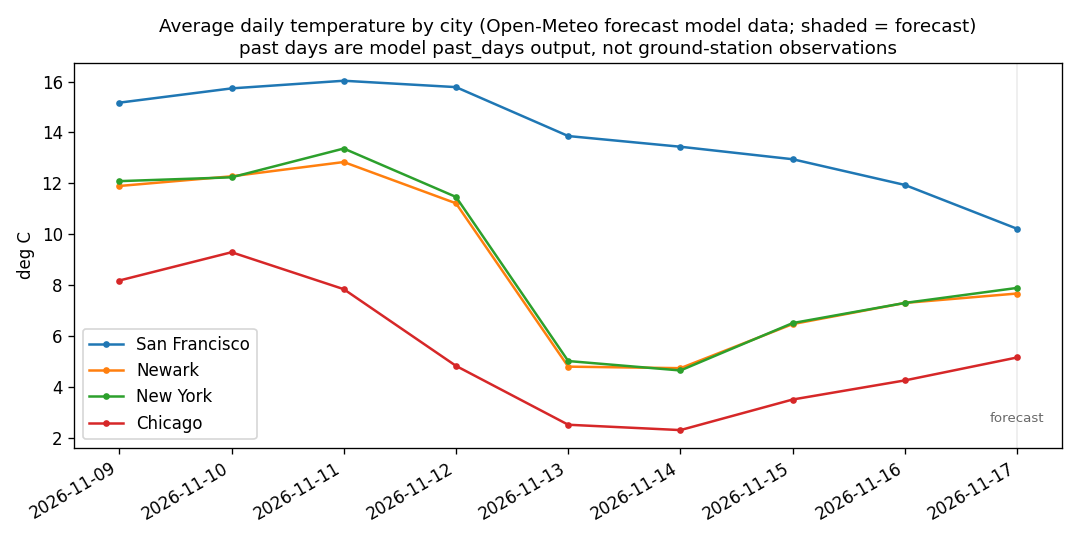 Average daily temperature by city (Open-Meteo forecast model data; shaded = forecast)
past days are model past_days output, not ground-station observations
deg C
16
14
12
10
8
6
4
2
San Francisco
Newark
New York
Chicago
forecast
2026-11-09
2026-11-10
2026-11-11
2026-11-12
2026-11-13
2026-11-14
2026-11-15
2026-11-16
2026-11-17